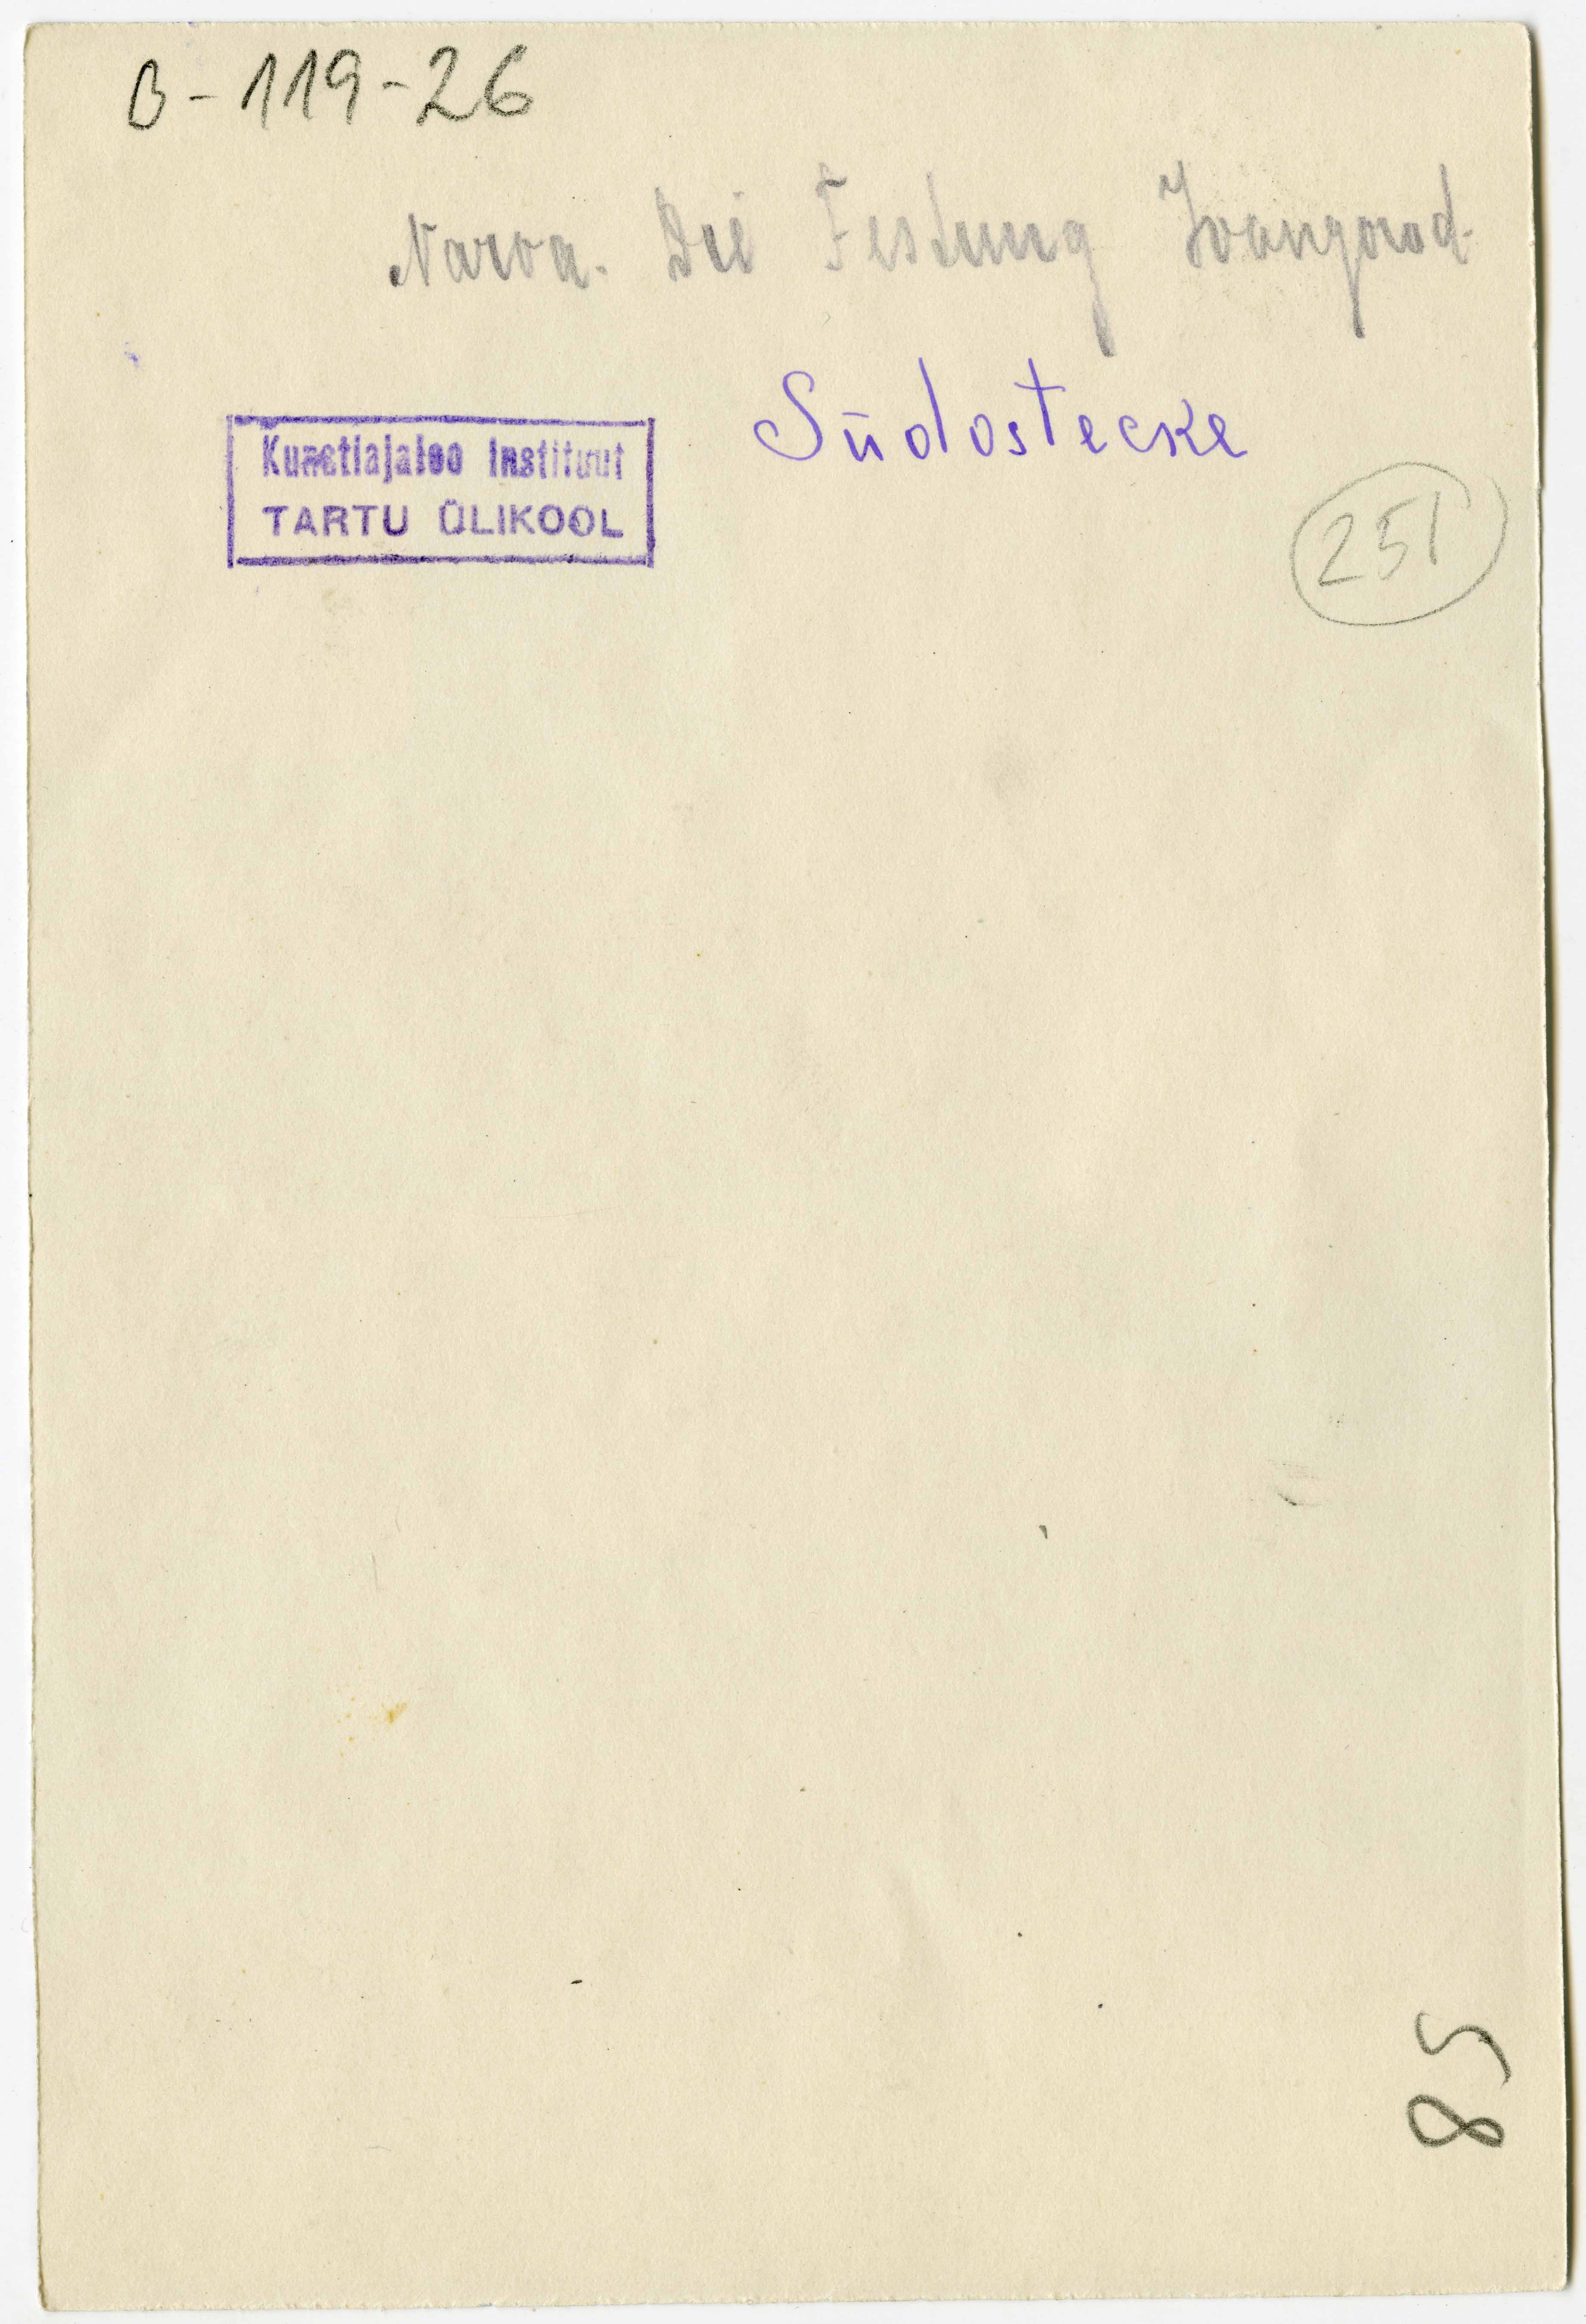 B-119-26
Narva. Die Festung Ivangorod.
Südostecke
Kunstiajaloo Instituut
TARTU ÜLIKOOL
251
85